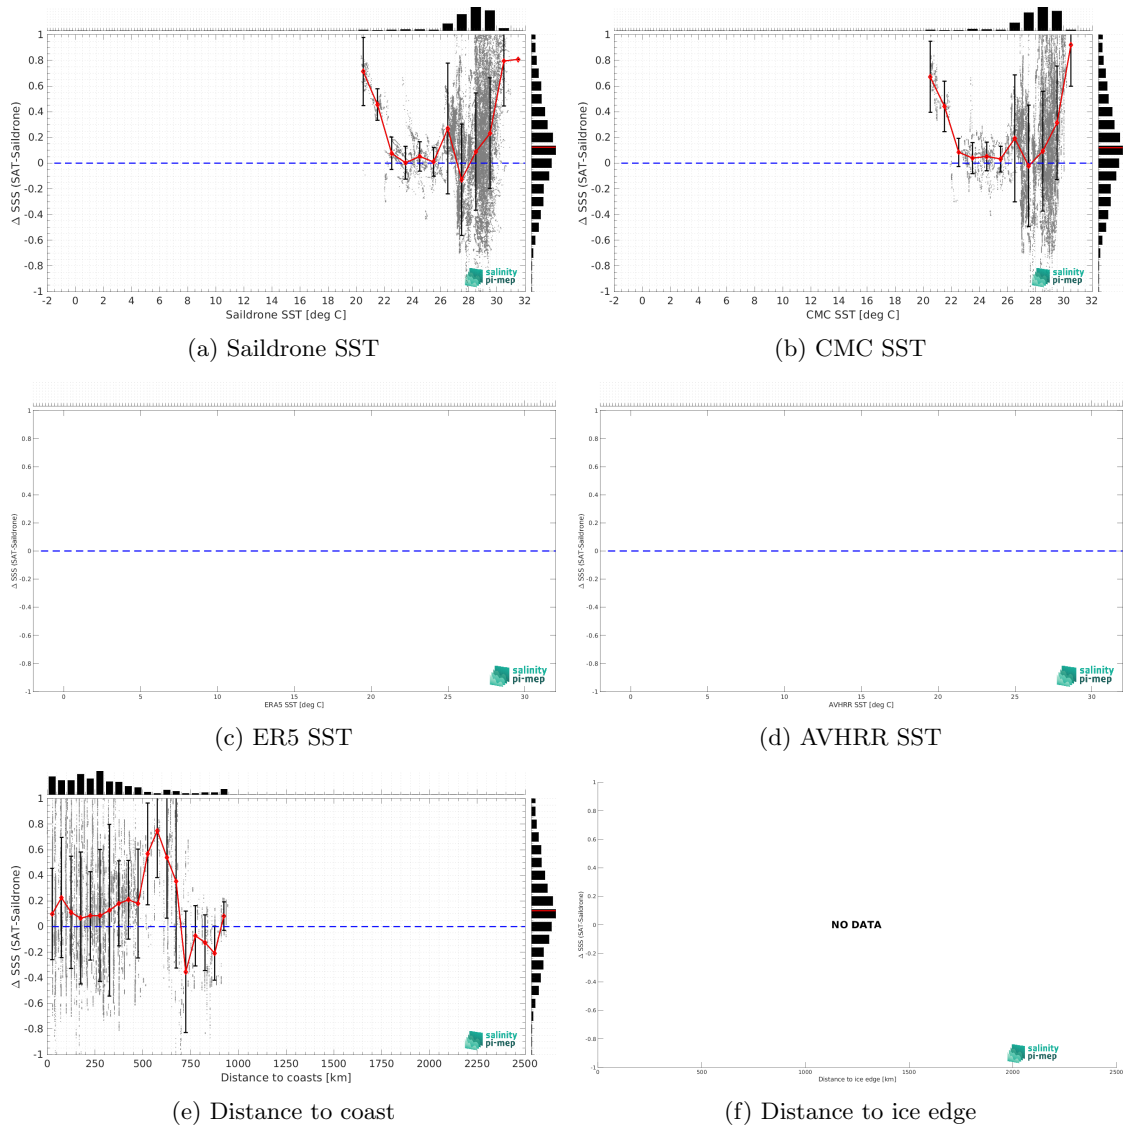 1
0.8
0.6
0.4
0.2
0
-0.2
-0.4
-0.6
-0.8
-1
Δ SSS (SAT-Saildrone)
salinity
pi-mep
-2 0 2 4 6 8 10 12 14 16 18 20 22 24 26 28 30 32
Saildrone SST [deg C]
(a) Saildrone SST
1
0.8
0.6
0.4
0.2
0
-0.2
-0.4
-0.6
-0.8
-1
Δ SSS (SAT-Saildrone)
salinity
pi-mep
-2 0 2 4 6 8 10 12 14 16 18 20 22 24 26 28 30 32
CMC SST [deg C]
(b) CMC SST
1
0.8
0.6
0.4
0.2
0
-0.2
-0.4
-0.6
-0.8
-1
Δ SSS (SAT-Saildrone)
salinity
pi-mep
0 5 10 15 20 25 30
ERA5 SST [deg C]
(c) ER5 SST
1
0.8
0.6
0.4
0.2
0
-0.2
-0.4
-0.6
-0.8
-1
Δ SSS (SAT-Saildrone)
salinity
pi-mep
0 5 10 15 20 25 30
AVHRR SST [deg C]
(d) AVHRR SST
1
0.8
0.6
0.4
0.2
0
-0.2
-0.4
-0.6
-0.8
-1
Δ SSS (SAT-Saildrone)
salinity
pi-mep
0 250 500 750 1000 1250 1500 1750 2000 2250 2500
Distance to coasts [km]
(e) Distance to coast
1
0.8
0.6
0.4
0.2
0
-0.2
-0.4
-0.6
-0.8
-1
Δ SSS (SAT-Saildrone)
NO DATA
salinity
pi-mep
0 500 1000 1500 2000 2500
Distance to ice edge [km]
(f) Distance to ice edge